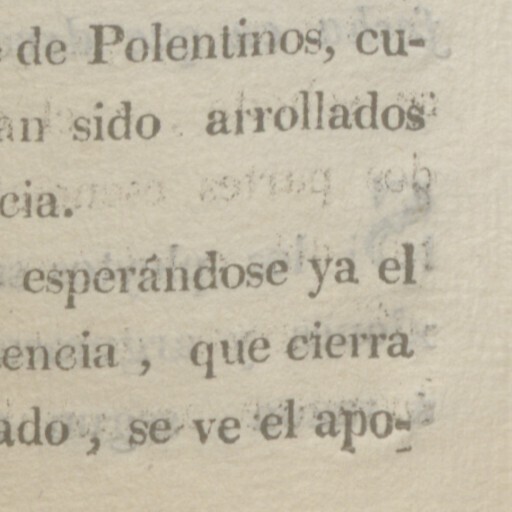 de Polentinos, cu-
an sido arrollados
cia.
esperándose ya el
encia, que cierra
ado, se ve el apo-